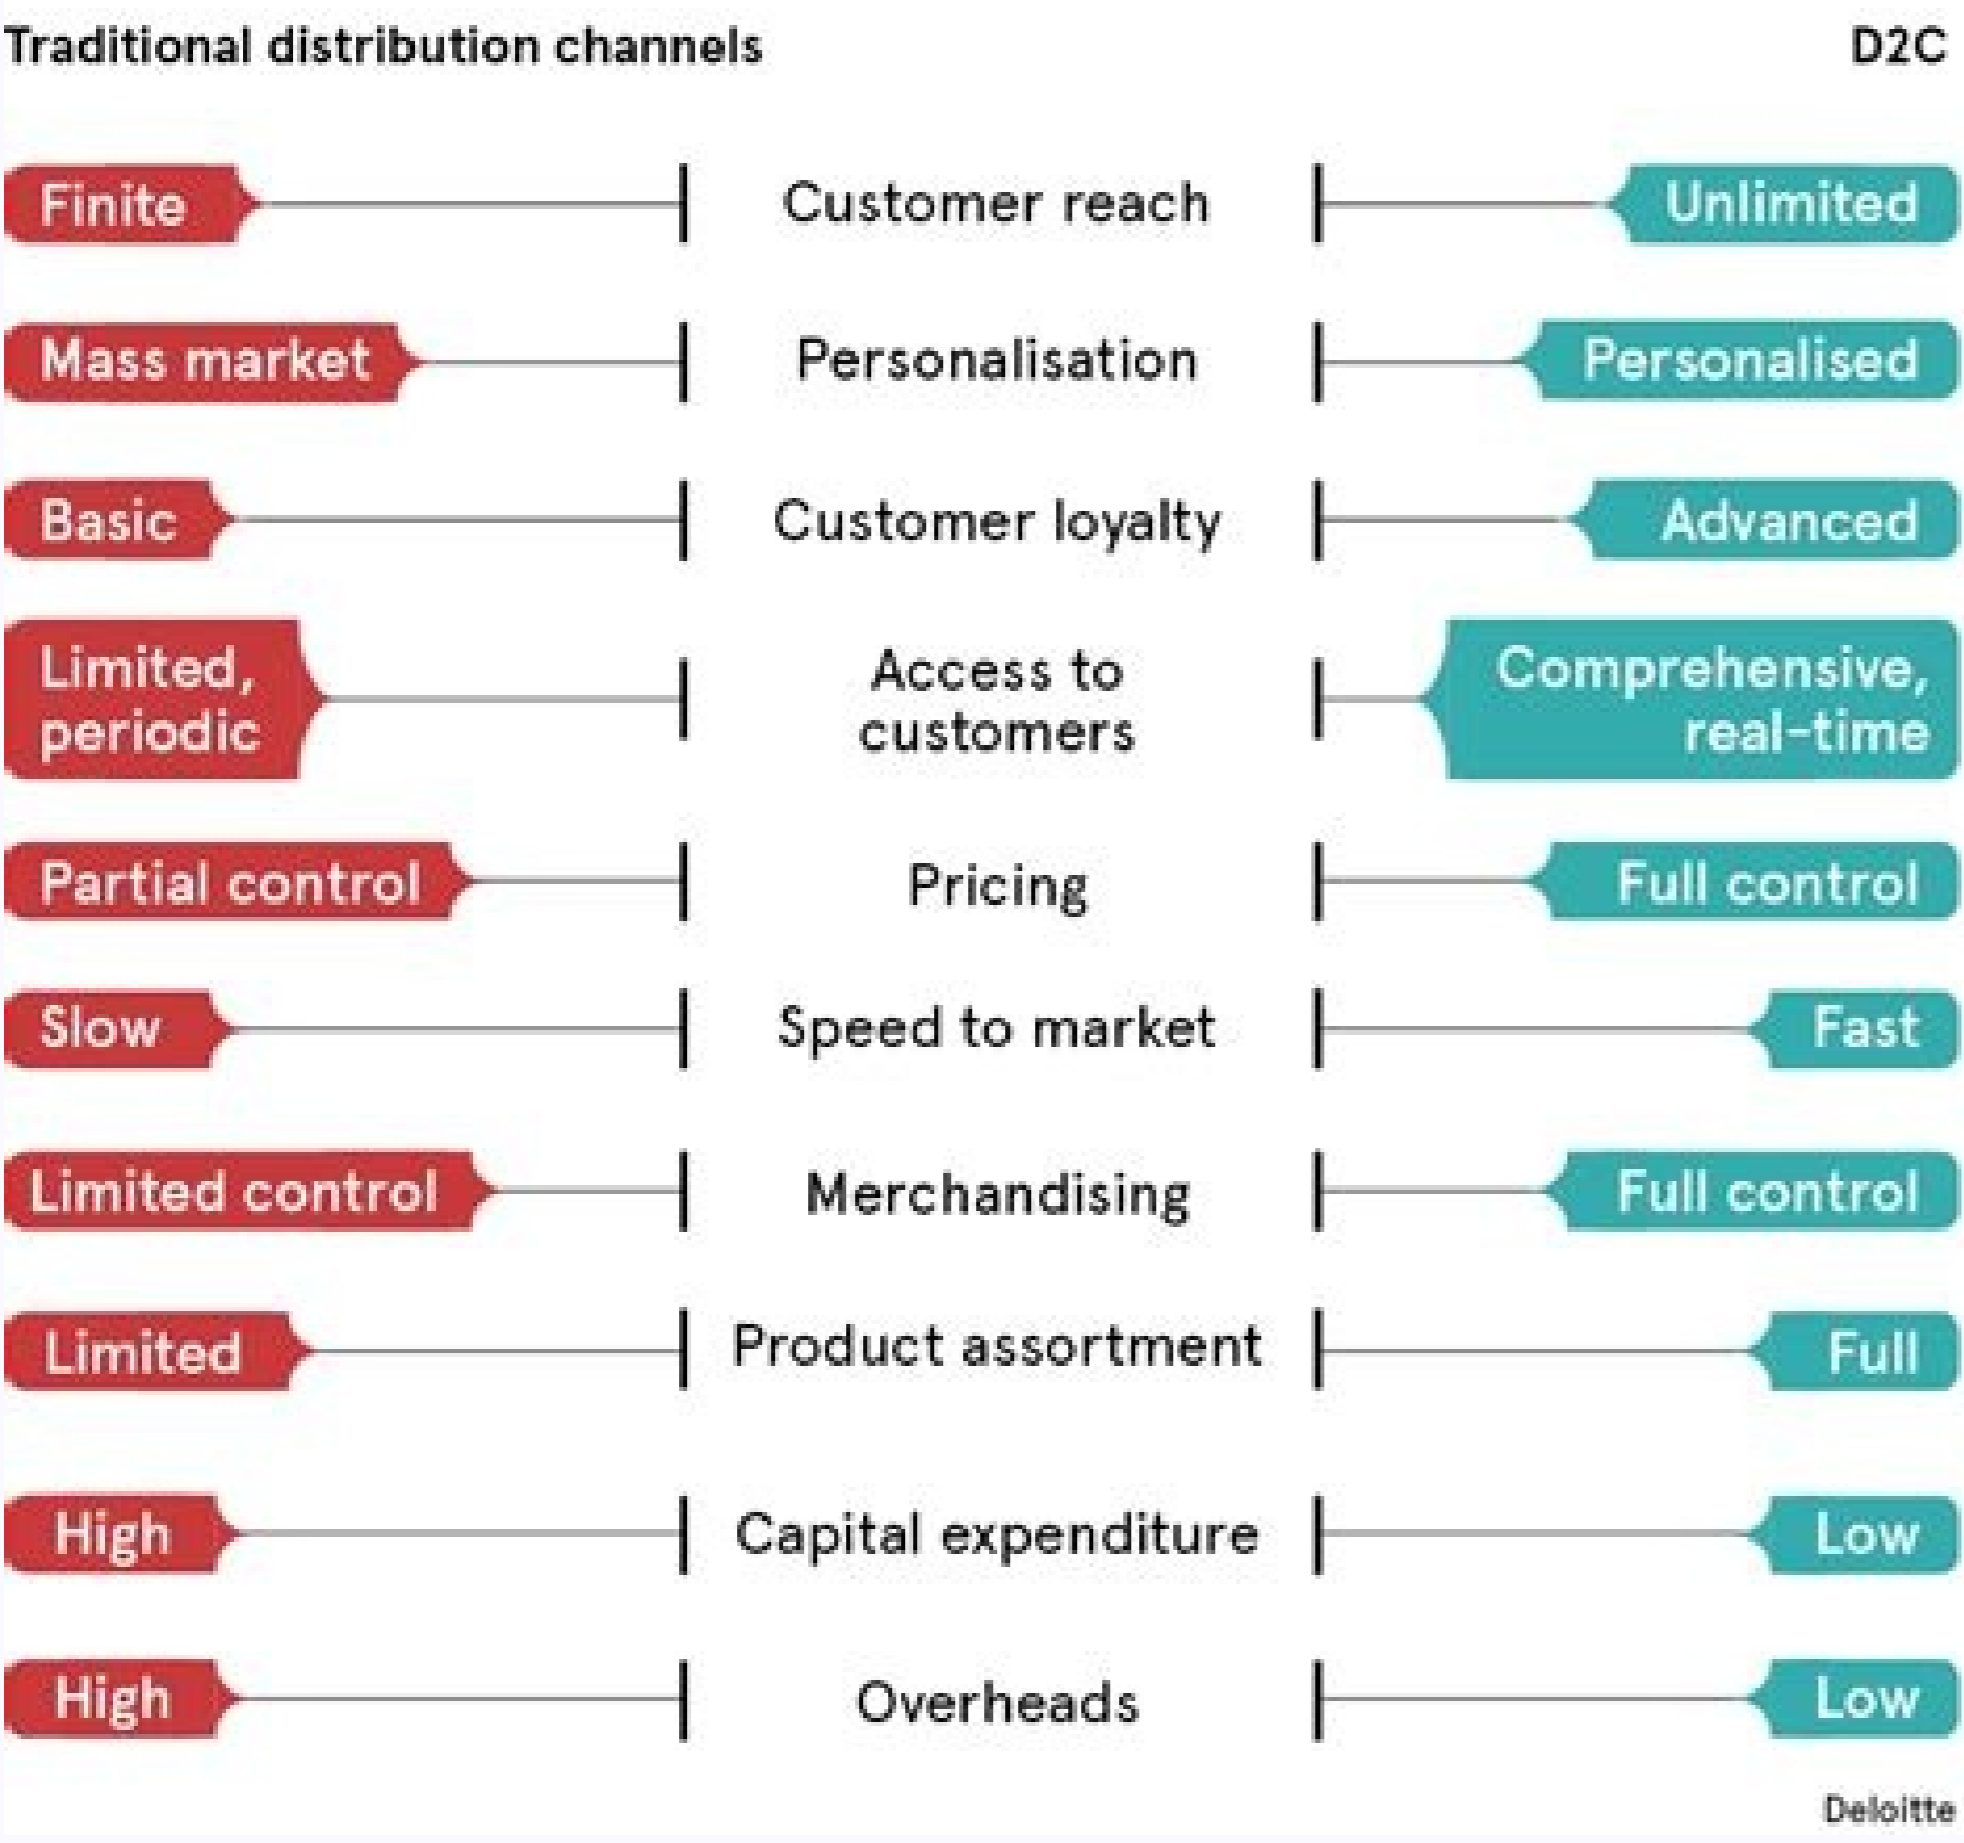 Traditional distribution channels D2C
Finite Customer reach Unlimited
Mass market Personalisation Personalised
Basic Customer loyalty Advanced
Limited, Access to Comprehensive,
periodic customers real-time
Partial control Pricing Full control
Slow Speed to market Fast
Limited control Merchandising Full control
Limited Product assortment Full
High Capital expenditure Low
High Overheads Low
Deloitte